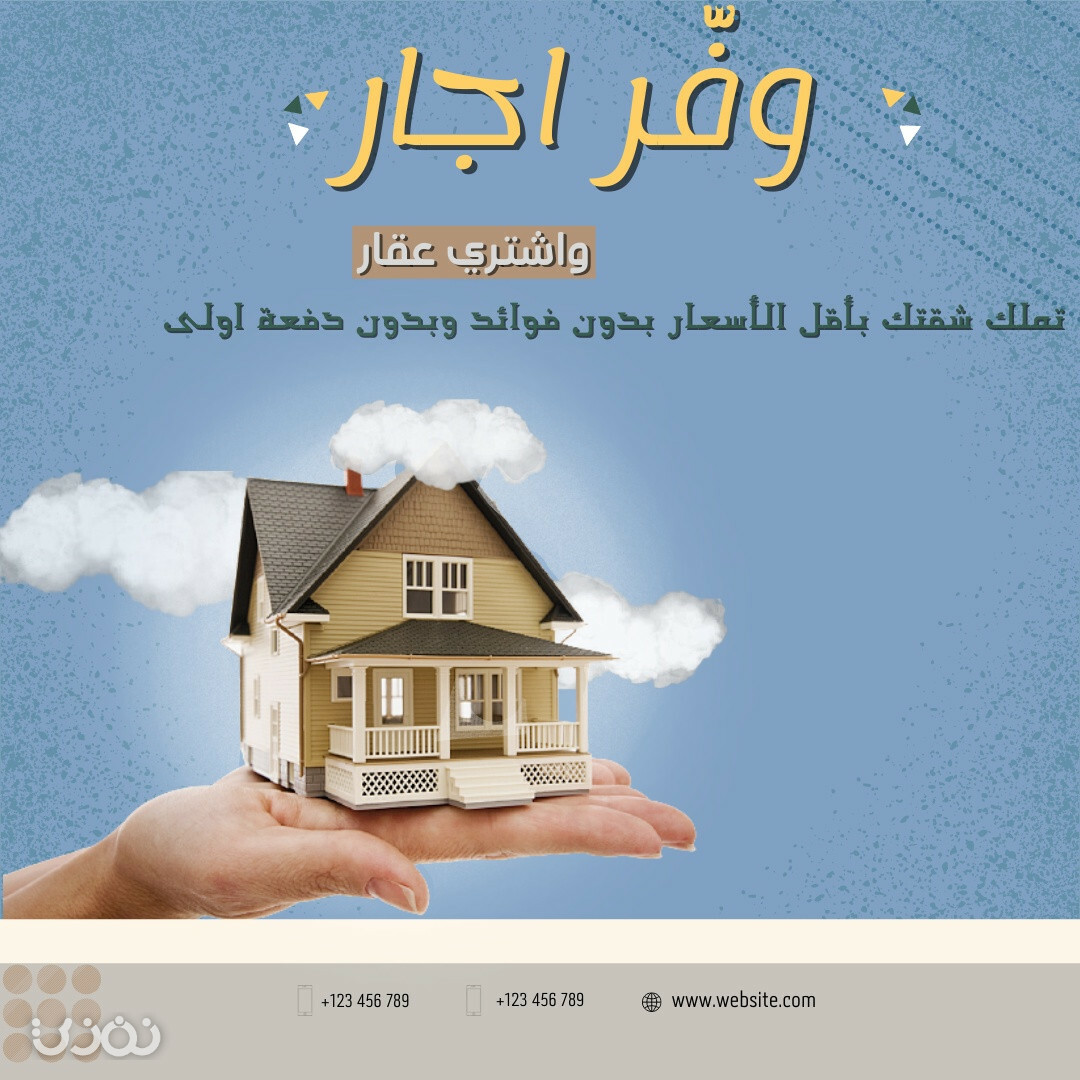 وفّر اجار
واشتري عقار
تملك شقتك بأقل الأسعار بدون فوائد وبدون دفعة اولى
+123 456 789
+123 456 789
www.website.com
نفذلي